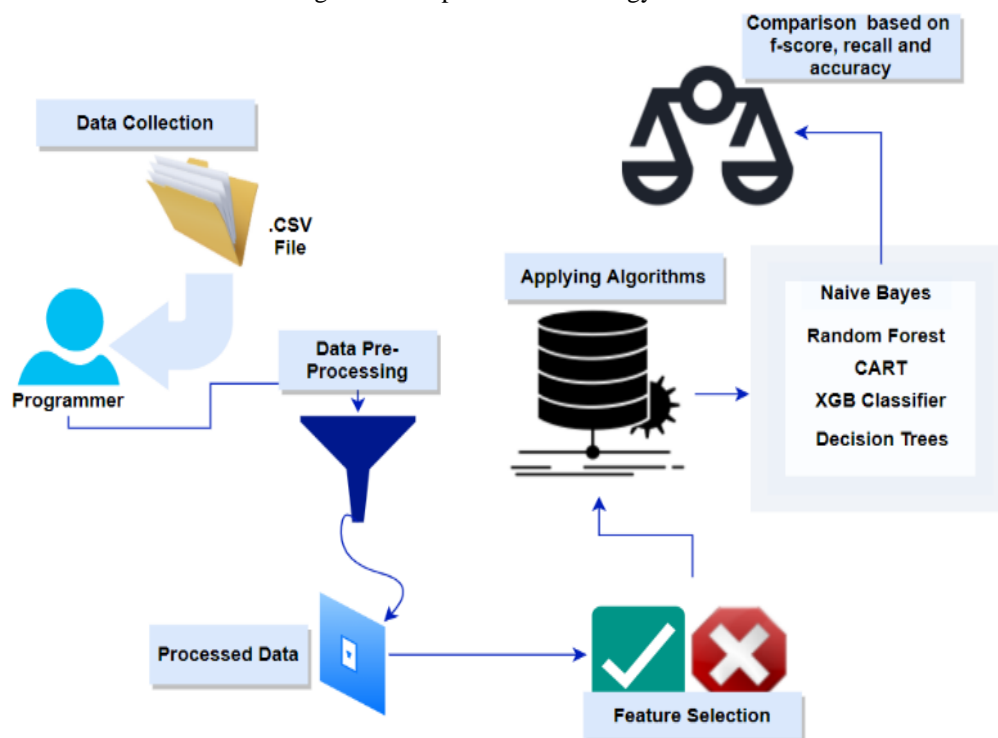 Comparison based on
f-score, recall and
accuracy
Data Collection
.CSV
File
Programmer
Data Pre-
Processing
Applying Algorithms
Naive Bayes
Random Forest
CART
XGB Classifier
Decision Trees
Processed Data
Feature Selection